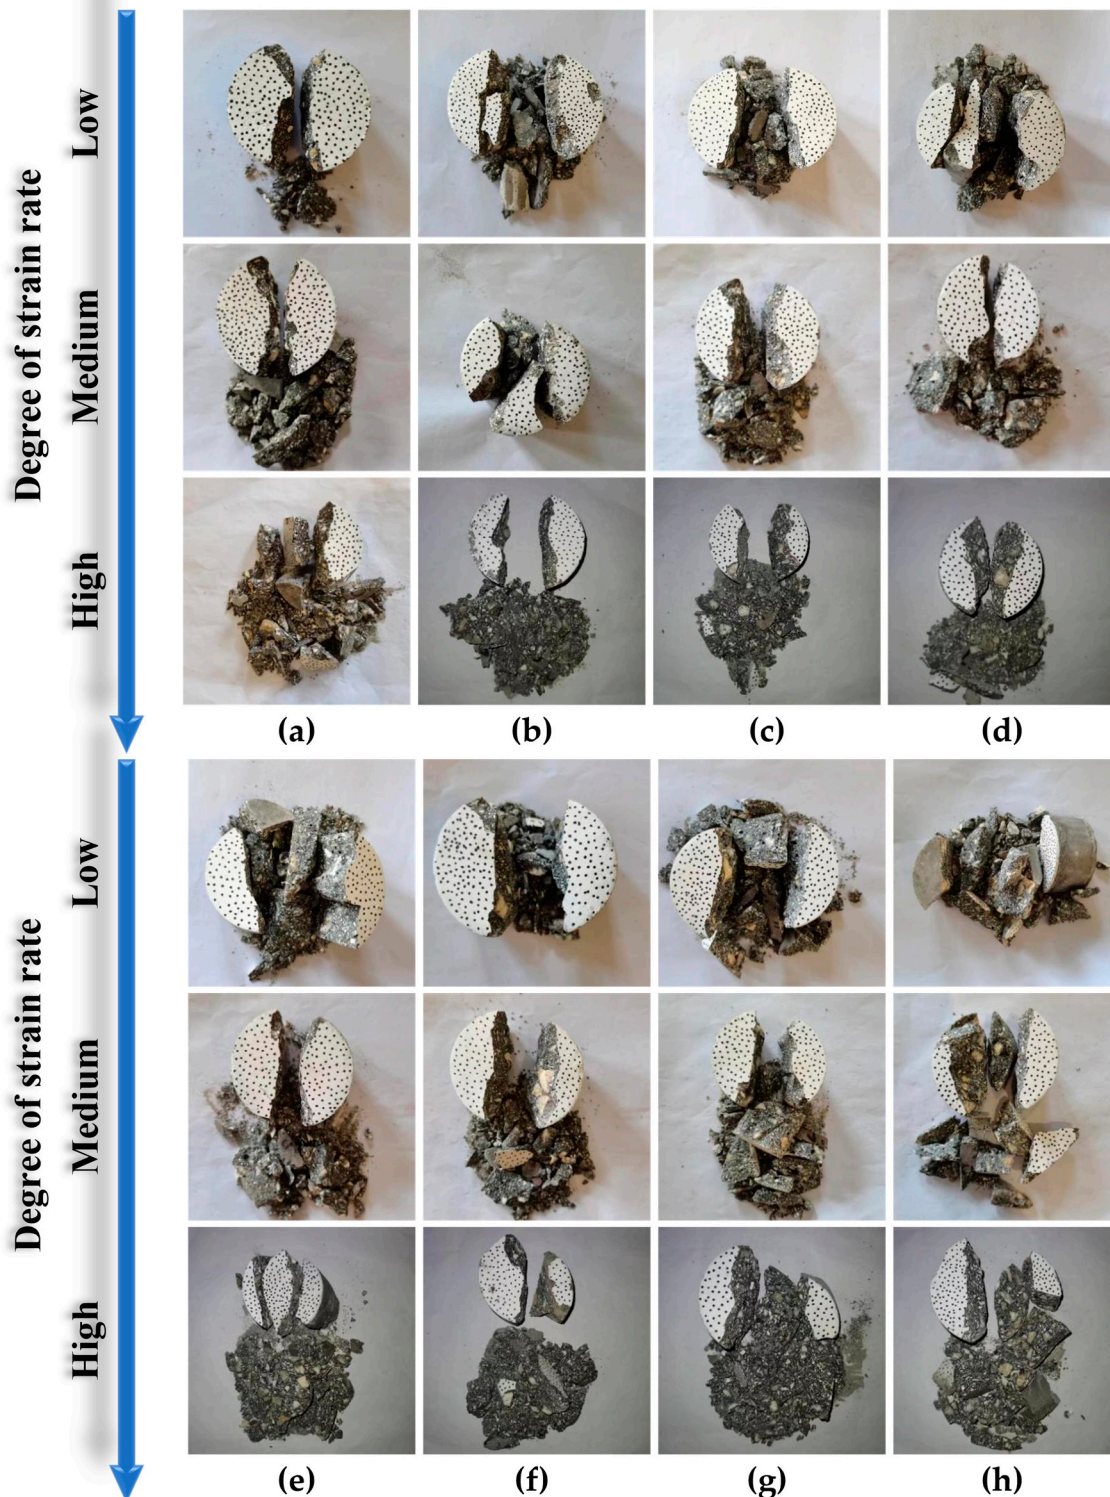 Degree of strain rate
Low
Medium
High
(a)
(b)
(c)
(d)
Degree of strain rate
Low
Medium
High
(e)
(f)
(g)
(h)